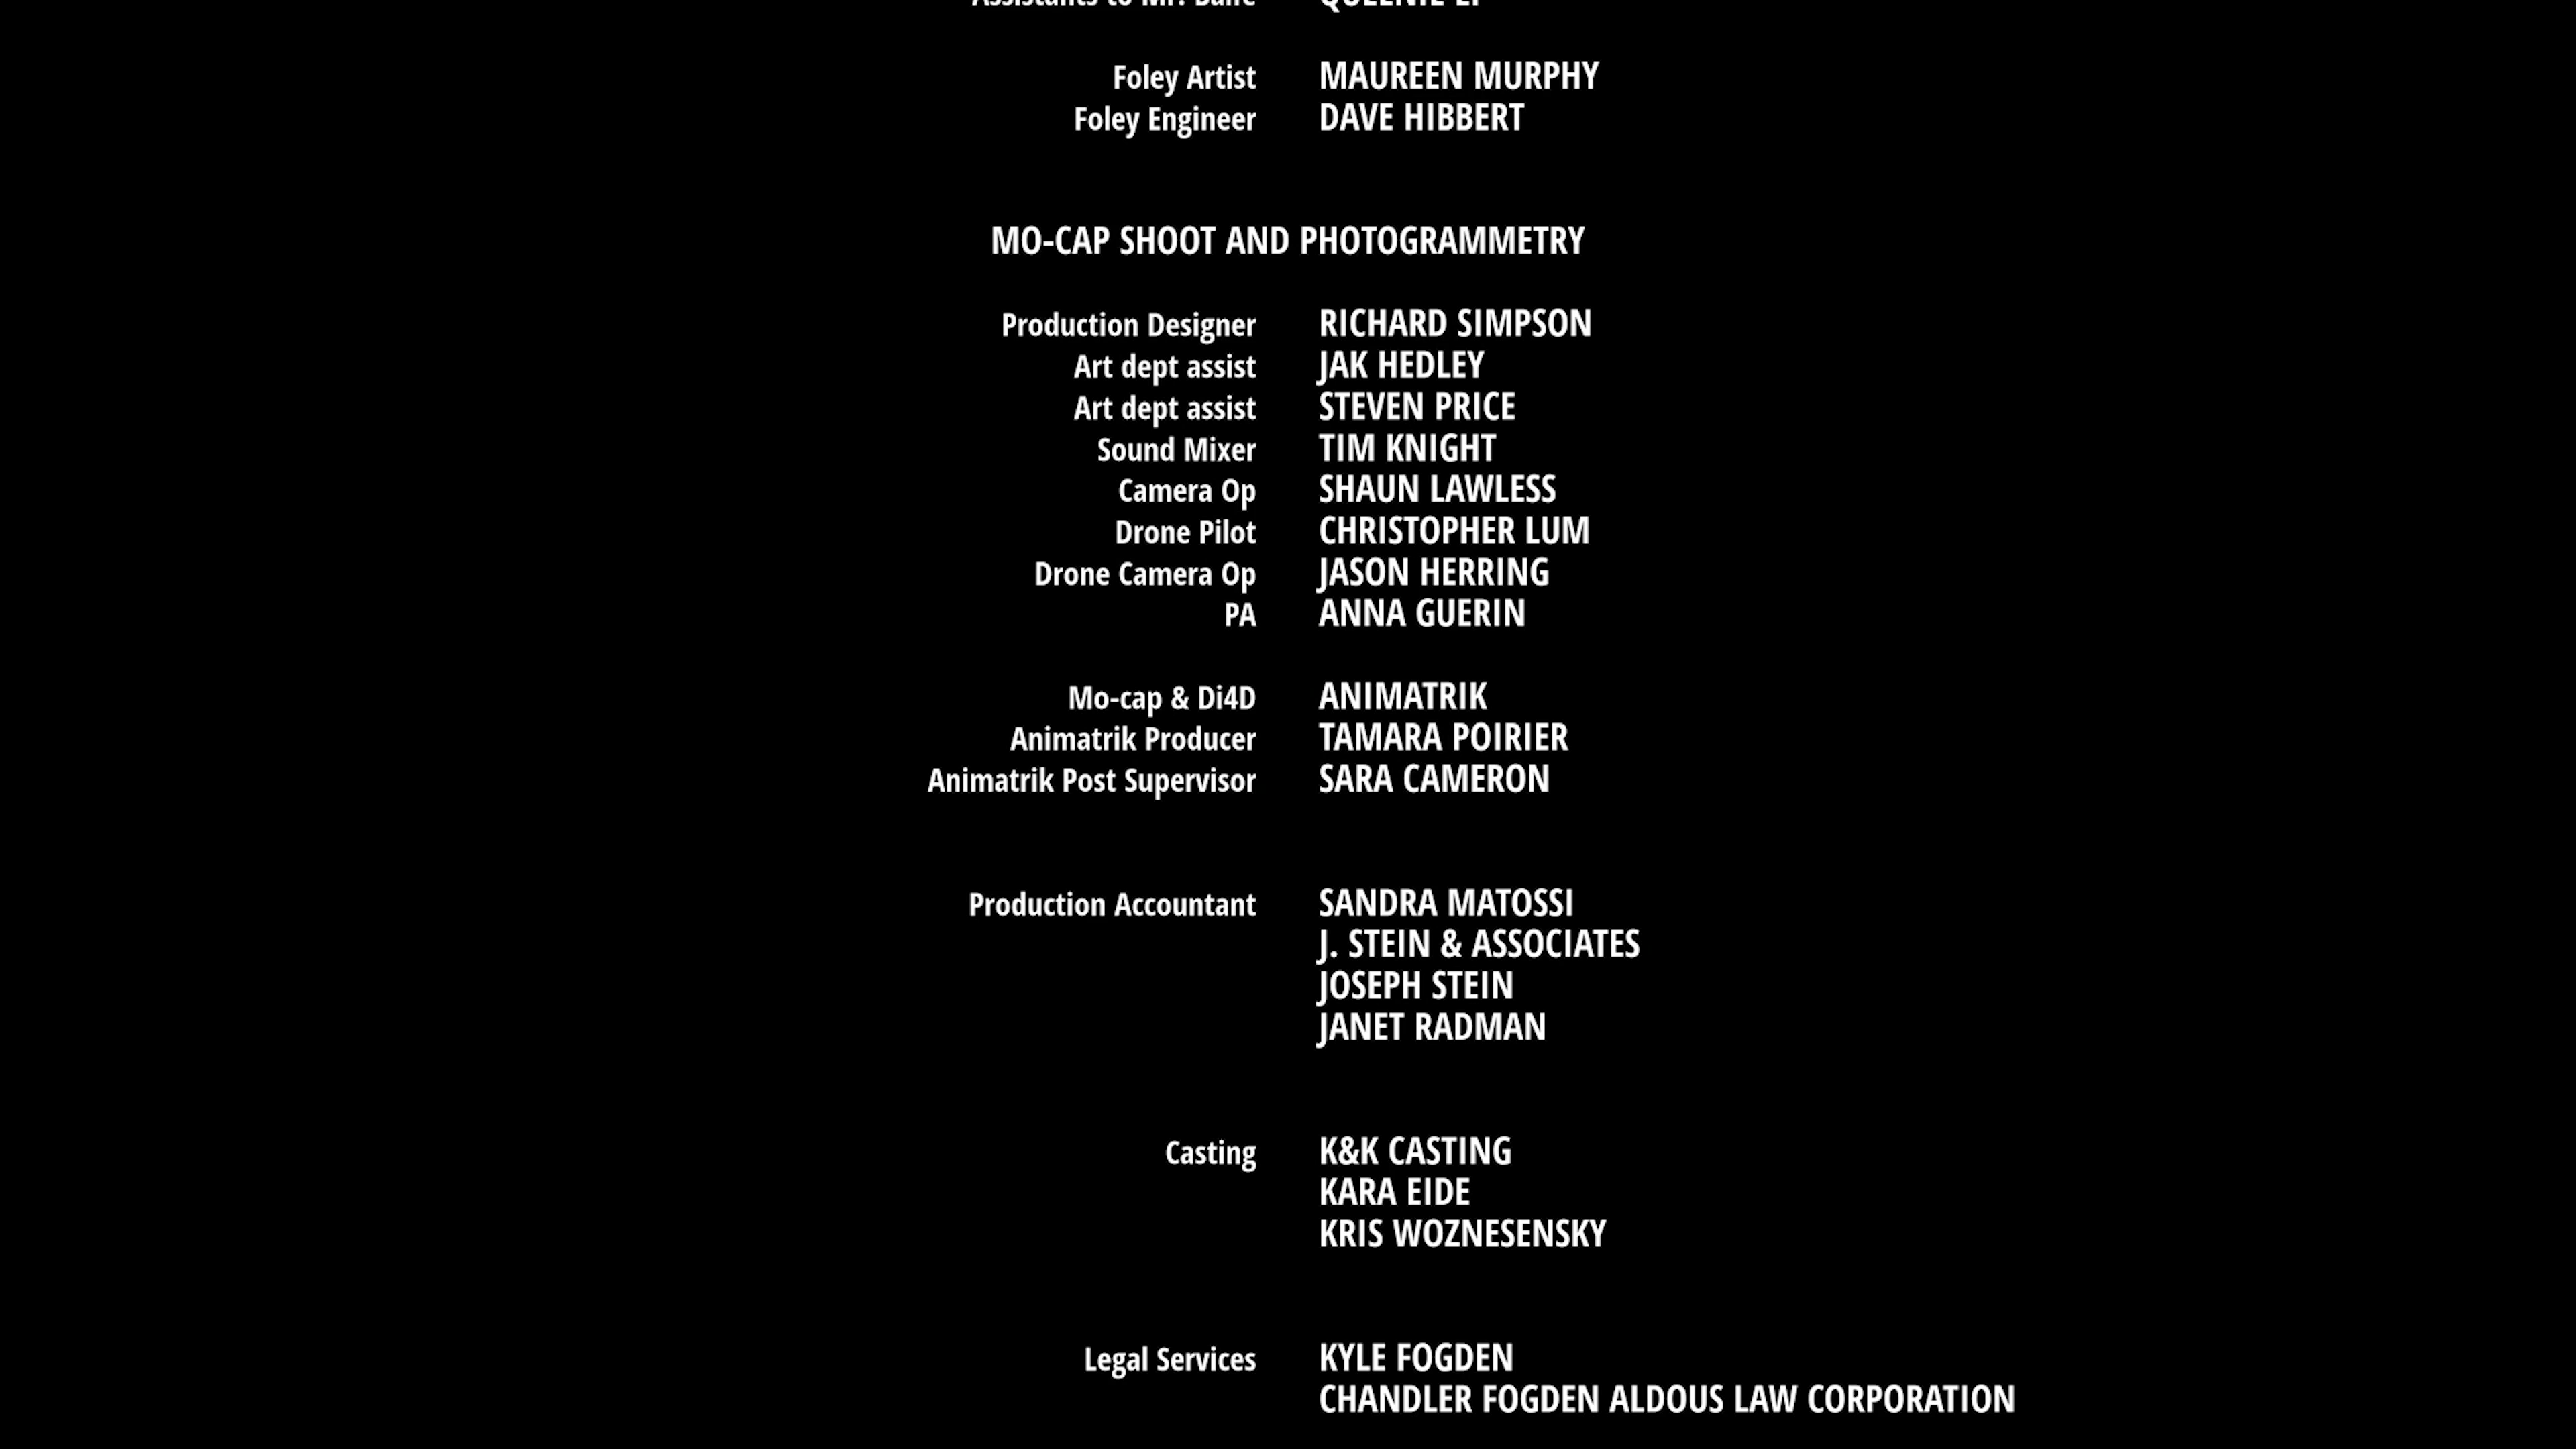 Assistants to Mr.
QUEENIE
Foley Artist MAUREEN MURPHY
Foley Engineer DAVE HIBBERT
MO-CAP SHOOT AND PHOTOGRAMMETRY
Production Designer RICHARD SIMPSON
Art dept assist JAK HEDLEY
Art dept assist STEVEN PRICE
Sound Mixer TIM KNIGHT
Camera Op SHAUN LAWLESS
Drone Pilot CHRISTOPHER LUM
Drone Camera Op JASON HERRING
PA ANNA GUERIN
Mo-cap & Di4D ANIMATRIK
Animatrik Producer TAMARA POIRIER
Animatrik Post Supervisor SARA CAMERON
Production Accountant SANDRA MATOSSI
J. STEIN & ASSOCIATES
JOSEPH STEIN
JANET RADMAN
Casting K&K CASTING
KARA EIDE
KRIS WOZNESENSKY
Legal Services KYLE FOGDEN
CHANDLER FOGDEN ALDOUS LAW CORPORATION